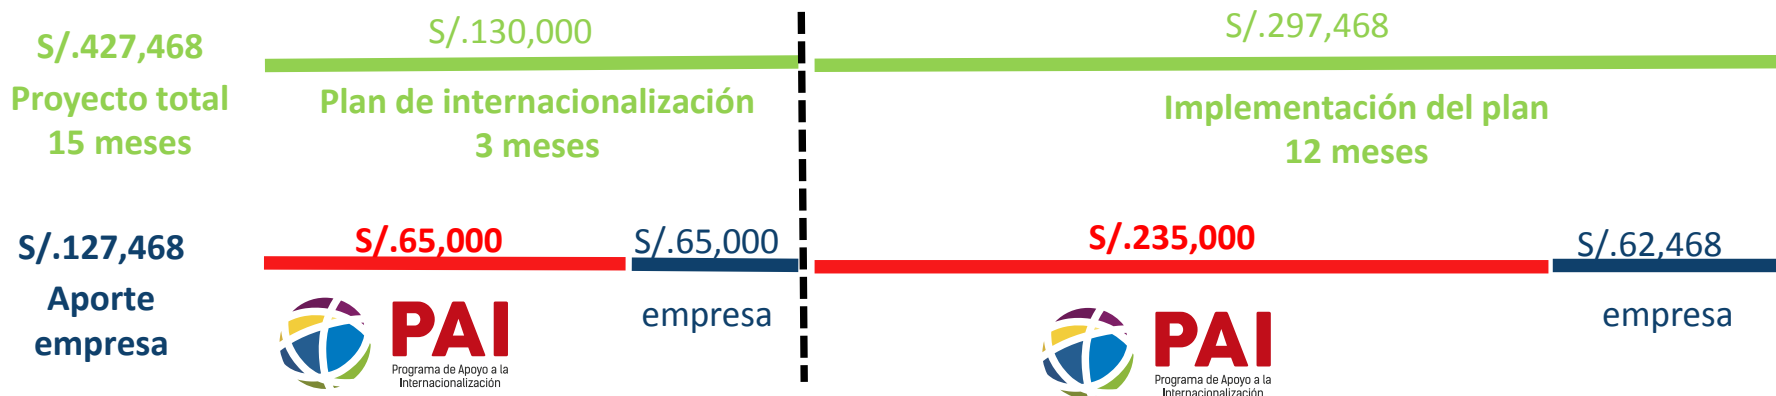 S/.427,468
Proyecto total
15 meses
S/.130,000
Plan de internacionalización
3 meses
S/.297,468
Implementación del plan
12 meses
S/.127,468
Aporte
empresa
S/.65,000
S/.65,000
PAI
Programa de Apoyo a la
Internacionalización
empresa
S/.235,000
S/.62,468
PAI
Programa de Apoyo a la
Internacionalización
empresa